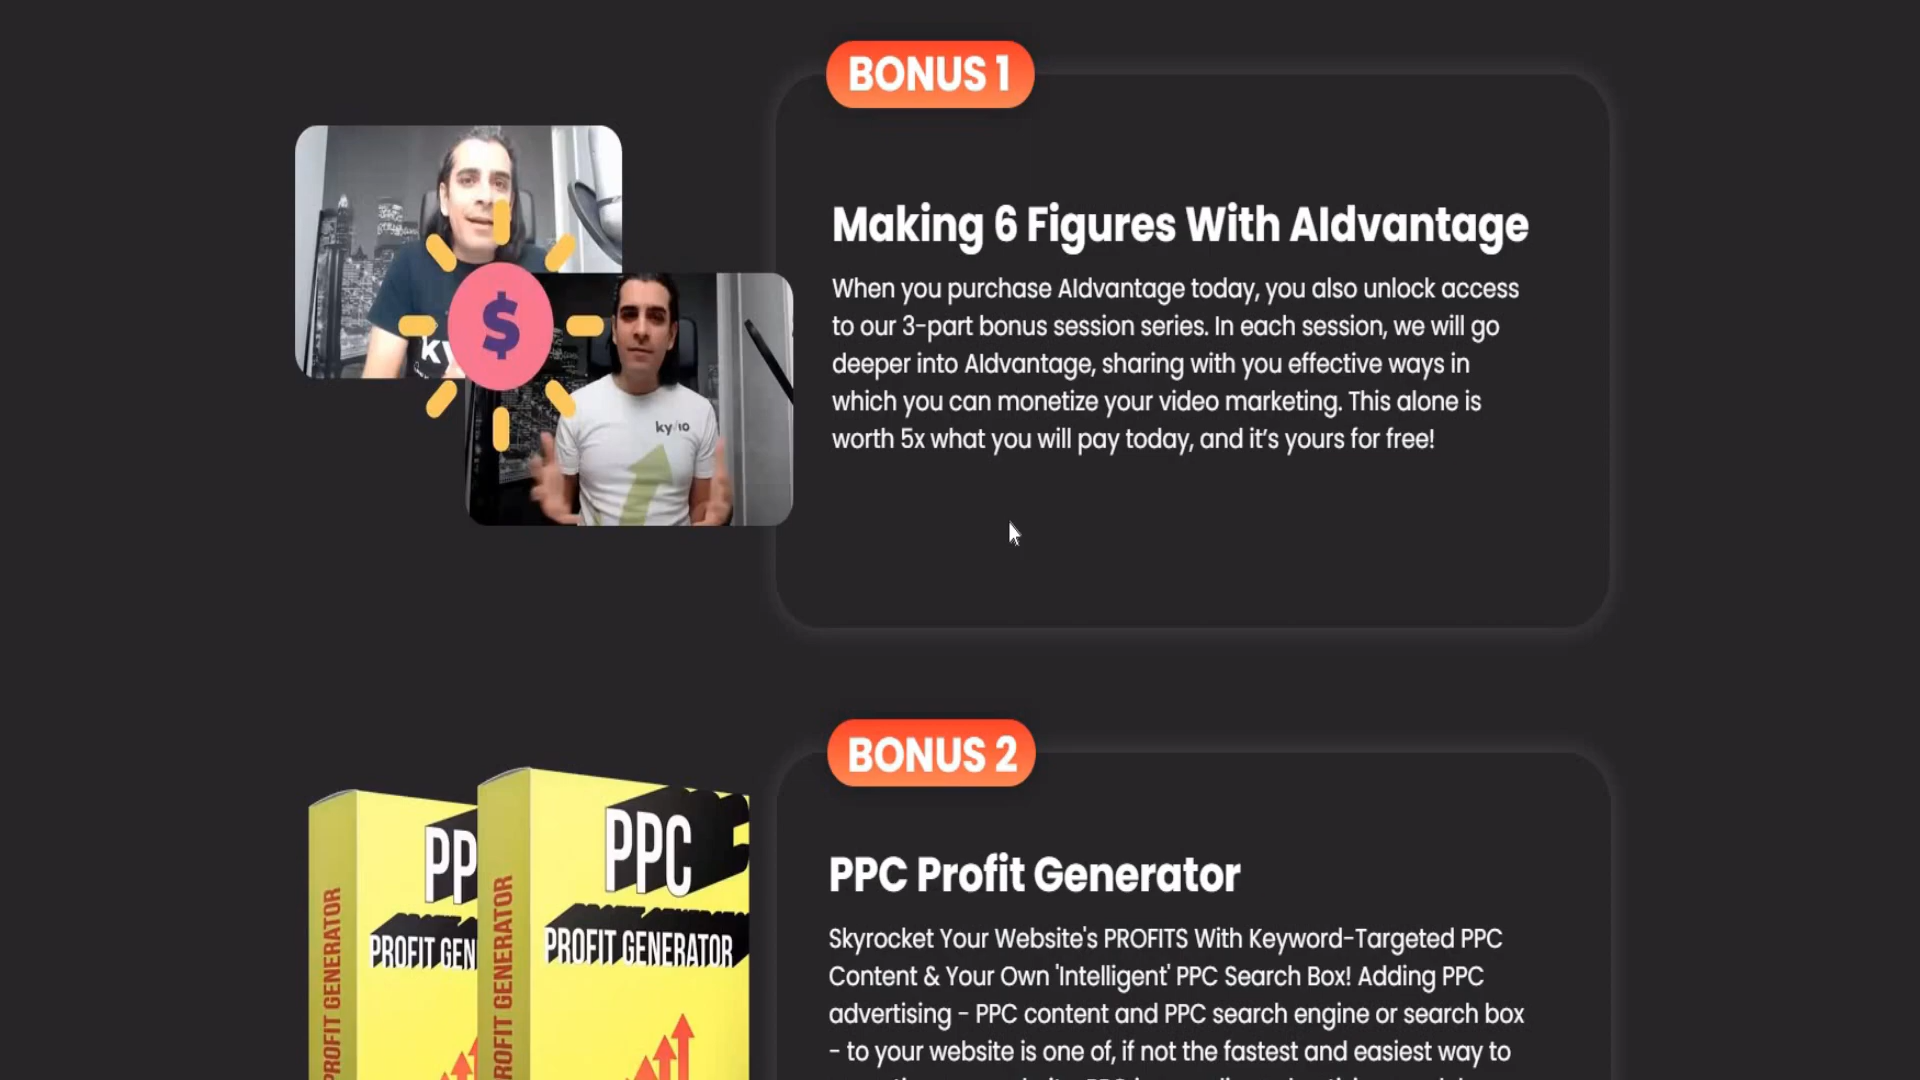 BONUS 1
Making 6 Figures With AIdvantage
When you purchase AIdvantage today, you also unlock access
to our 3-part bonus session series. In each session, we will go
deeper into AIdvantage, sharing with you effective ways in
which you can monetize your video marketing. This alone is
worth 5x what you will pay today, and it's yours for free!
$
BONUS 2
PPC Profit Generator
Skyrocket Your Website's PROFITS With Keyword-Targeted PPC
Content & Your Own 'Intelligent' PPC Search Box! Adding PPC
advertising - PPC content and PPC search engine or search box
- to your website is one of, if not the fastest and easiest way to
PP
PROFIT GEN
PROFIT GENERATOR
PPC
PROFIT GENERATOR
PROFIT GENERATOR